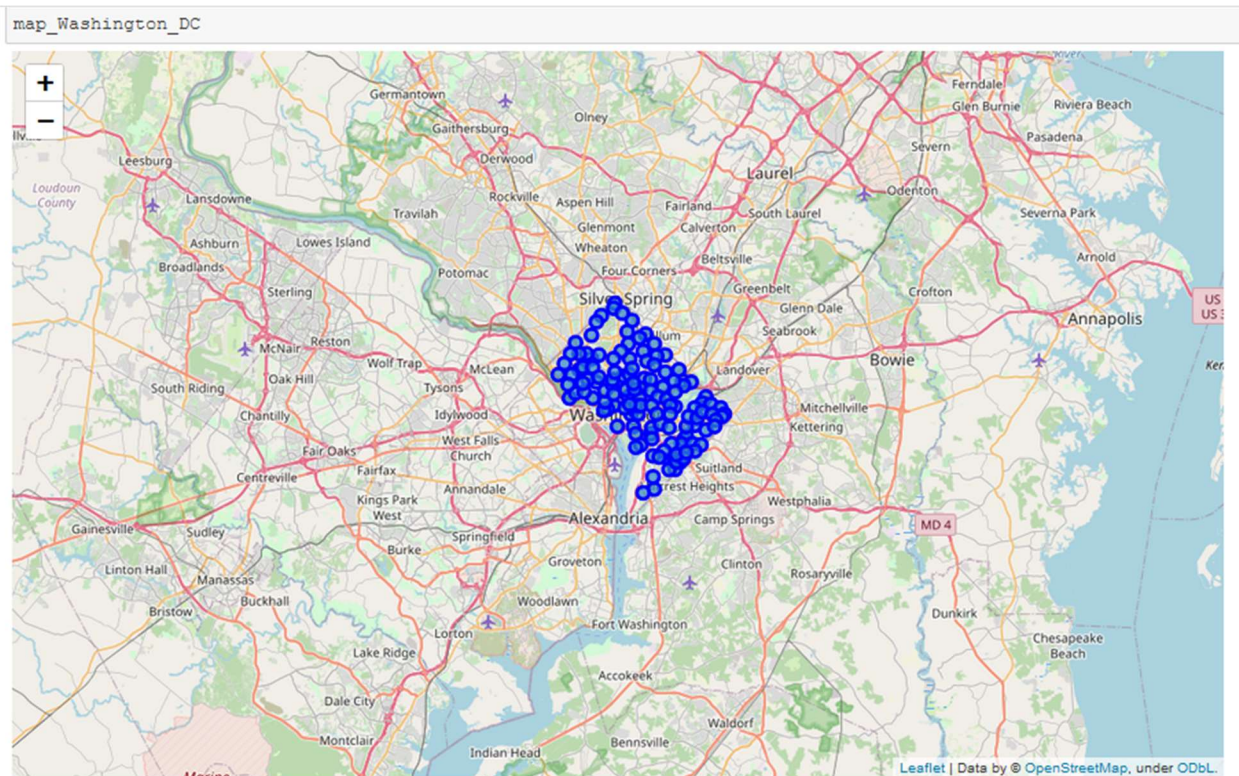 map_Washington_DC
+
−
Germantown
Gaithersburg
Olney
Derwood
Ferndale
Glen Burnie
Riviera Beach
Pasadena
Severn
Leesburg
Loudoun
County
Lansdowne
Rockville
Aspen Hill
Laurel
Odenton
Travilah
Fairland
South Laurel
Severna Park
Glenmont
Calverton
Ashburn
Lowes Island
Wheaton
Broadlands
Potomac
Four Corners
Beltsville
Arnold
Sterling
Silver Spring
Greenbelt
Crofton
Glenn Dale
US
US 3
Annapolis
Seabrook
McNair
Reston
Wolf Trap
McLean
Landover
Bowie
South Riding
Oak Hill
Tysons
Chantilly
Idylwood
Mitchellville
Kettering
West Falls
Church
Fair Oaks
Fairfax
Centreville
Suitland
Annandale
Kings Park
West
Westphalia
Gainesville
Sudley
Alexandria
Camp Springs
MD 4
Springfield
Burke
Linton Hall
Manassas
Groveton
Clinton
Rosaryville
Buckhall
Bristow
Woodlawn
Dunkirk
Fort Washington
Lorton
Chesapeake
Beach
Lake Ridge
Accokeek
Dale City
Waldorf
Montclair
Indian Head
Bennsville
Leaflet | Data by © OpenStreetMap, under ODbL.